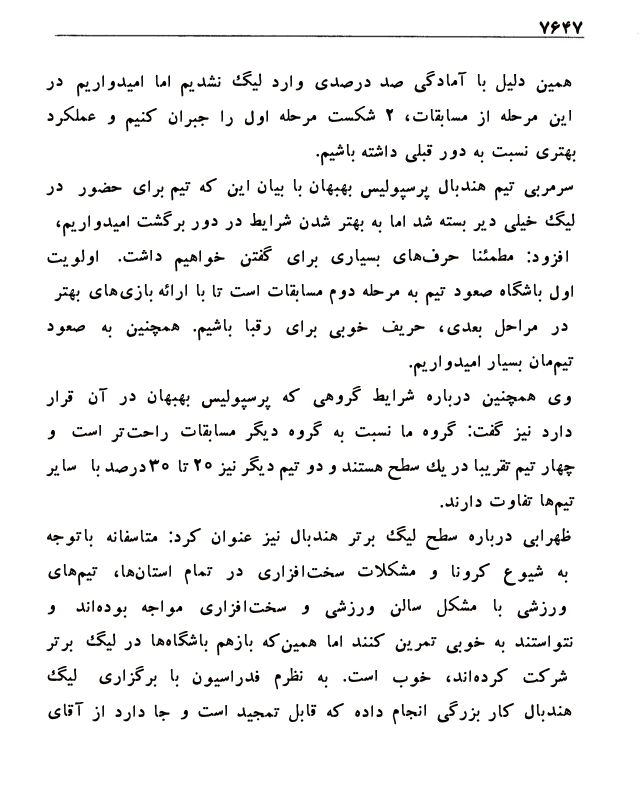 ۷۶۴۷
همین دلیل با آمادگی صد درصدی وارد لیگ نشدیم اما امیدواریم در
این مرحله از مسابقات، ۲ شکست مرحله اول را جبران کنیم و عملکرد
بهتری نسبت به دور قبلی داشته باشیم.
سرمربی تیم هندبال پرسپولیس بهبهان با بیان این که تیم برای حضور در
لیگ خیلی دیر بسته شد اما به بهتر شدن شرایط در دور برگشت امیدواریم،
افزود: مطمئنا حرف‌های بسیاری برای گفتن خواهیم داشت. اولویت
اول باشگاه صعود تیم به مرحله دوم مسابقات است تا با ارائه بازی‌های بهتر
در مراحل بعدی، حریف خوبی برای رقبا باشیم. همچنین به صعود
تیم‌مان بسیار امیدواریم.
وی همچنین درباره شرایط گروهی که پرسپولیس بهبهان در آن قرار
دارد نیز گفت: گروه ما نسبت به گروه دیگر مسابقات راحت‌تر است و
چهار تیم تقریبا در یك سطح هستند و دو تیم دیگر نیز ۲۰ تا ۳۰درصد با سایر
تیم‌ها تفاوت دارند.
ظهرابی درباره سطح لیگ برتر هندبال نیز عنوان کرد: متاسفانه باتوجه
به شیوع کرونا و مشکلات سخت‌افزاری در تمام استان‌ها، تیم‌های
ورزشی با مشکل سالن ورزشی و سخت‌افزاری مواجه بوده‌اند و
نتواستند به خوبی تمرین کنند اما همین‌که بازهم باشگاه‌ها در لیگ برتر
شرکت کرده‌اند، خوب است. به نظرم فدراسیون با برگزاری لیگ
هندبال کار بزرگی انجام داده که قابل تمجید است و جا دارد از آقای